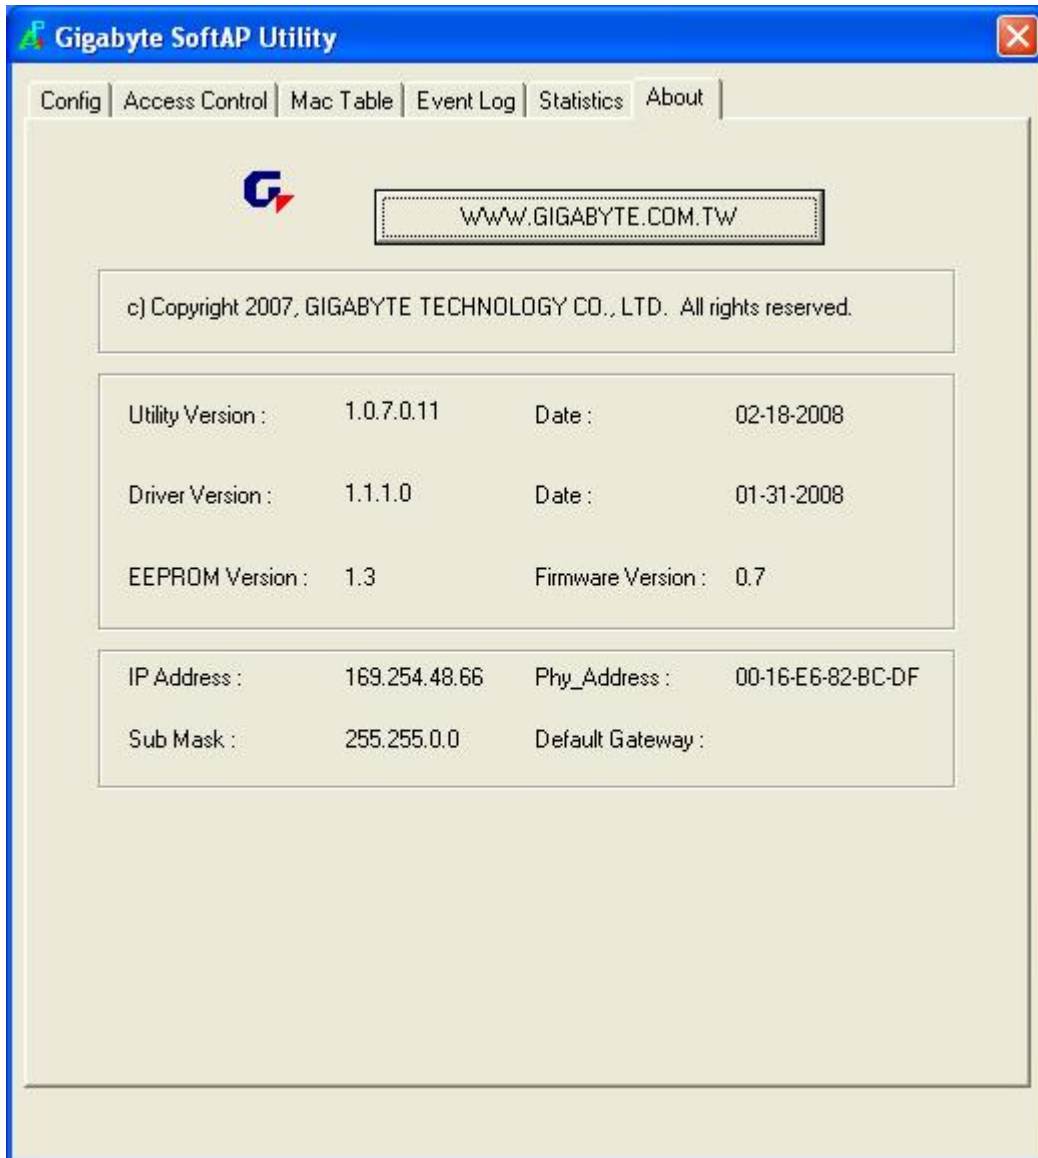 Gigabyte SoftAP Utility
Config Access Control Mac Table Event Log Statistics About
WWW.GIGABYTE.COM.TW
c) Copyright 2007, GIGABYTE TECHNOLOGY CO., LTD.  All rights reserved.
Utility Version : 1.0.7.0.11 Date : 02-18-2008
Driver Version : 1.1.1.0 Date : 01-31-2008
EEPROM Version : 1.3 Firmware Version : 0.7
IP Address : 169.254.48.66 Phy_Address : 00-16-E6-82-BC-DF
Sub Mask : 255.255.0.0 Default Gateway :